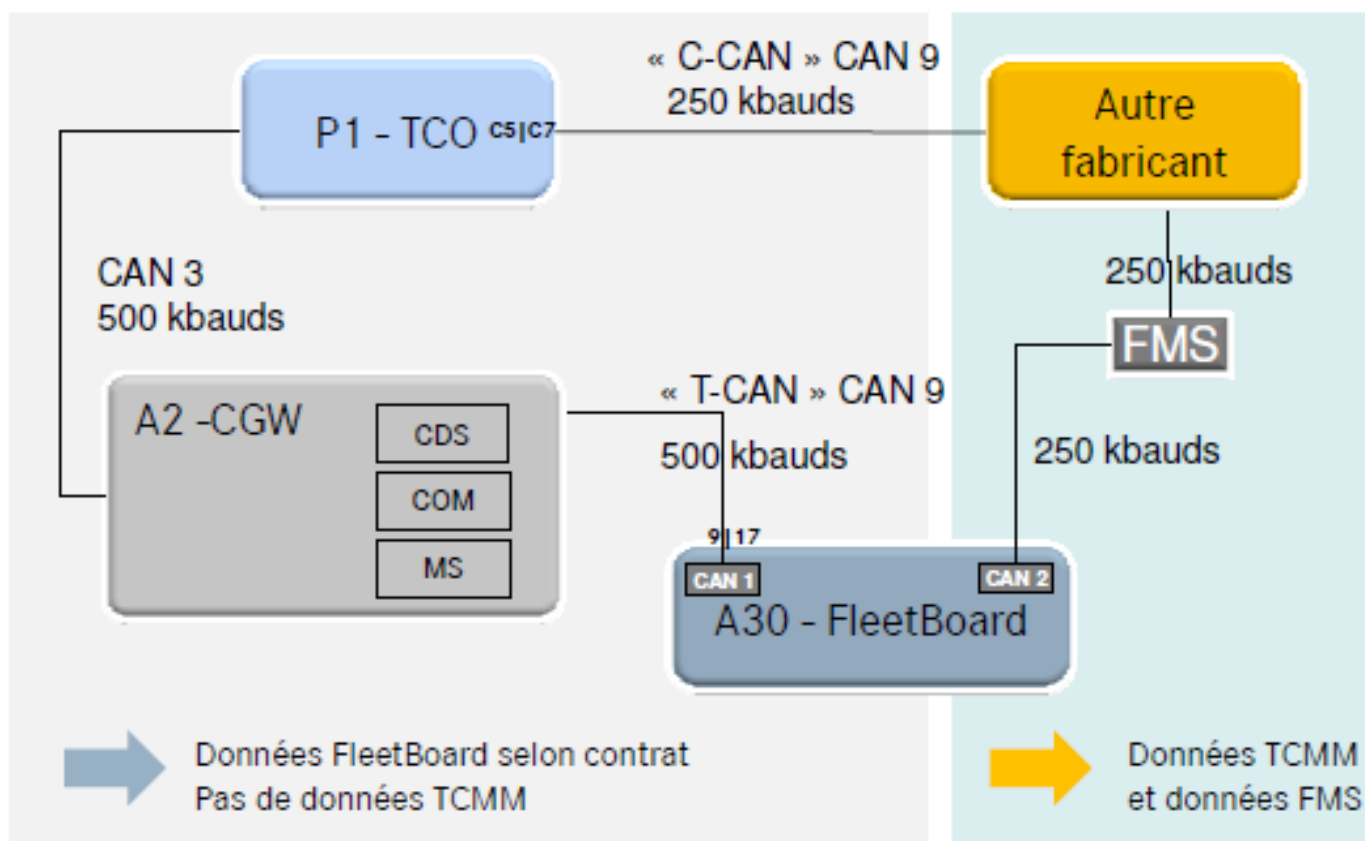 « C-CAN » CAN 9
250 kbauds
P1 – TCO C5|C7
Autre
fabricant
CAN 3
500 kbauds
250 kbauds
FMS
A2 -CGW
CDS
COM
MS
« T-CAN » CAN 9
500 kbauds
250 kbauds
9|17
CAN 1
CAN 2
A30 – FleetBoard
Données FleetBoard selon contrat
Pas de données TCMM
Données TCMM
et données FMS